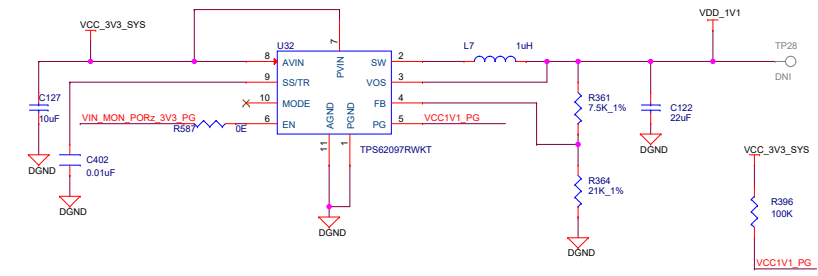 VCC_3V3_SYS
VDD_1V1
U32
7
PVIN
L7
1uH
TP28
DNI
8
AVIN
SW
2
9
SS/TR
VOS
3
10
MODE
FB
4
6
EN
PG
5
AGND
PGND
11
1
TPS62097RWKT
C127
10uF
VIN_MON_PORz_3V3_PG
R587
0E
VCC1V1_PG
R361
7.5K_1%
C122
22uF
DGND
C402
0.01uF
DGND
DGND
DGND
R364
21K_1%
DGND
VCC_3V3_SYS
R396
100K
VCC1V1_PG